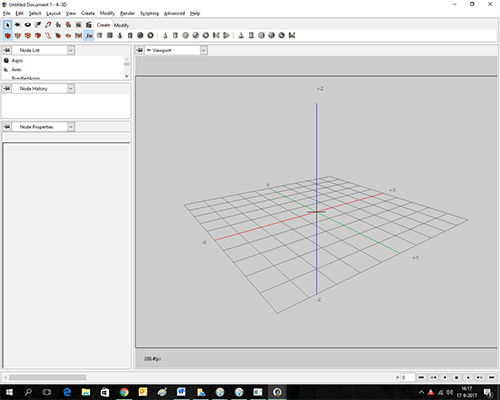 Untitled Document 1 - K-3D
File Edit Select Layout View Create Modify Render Scripting Advanced Help
Create Modify
Node List
Viewport
Aqsis
Axes
BundledAqsis
Node History
Node Properties
+Z
-Y
+X
-X
+Y
-Z
206.4fps
0
16:17
17-9-2017